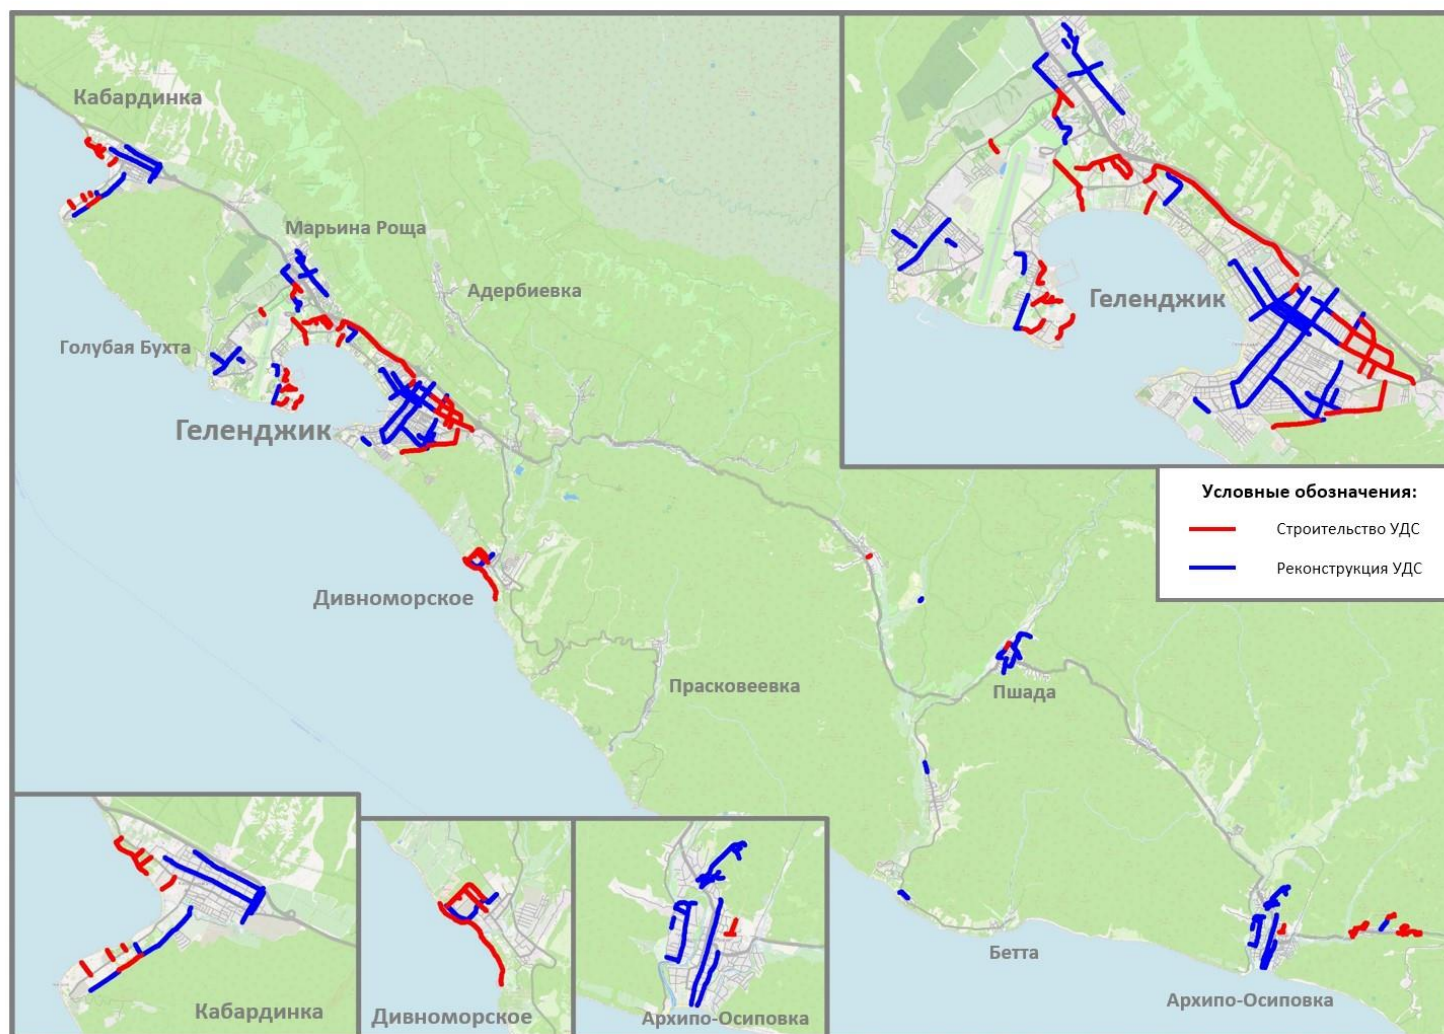 Кабардинка
Марьина Роща
Адербиевка
Голубая Бухта
Геленджик
Геленджик
Условные обозначения:
Строительство УДС
Реконструкция УДС
Дивноморское
Прасковеевка
Пшада
Бетта
Архипо-Осиповка
Кабардинка
Дивноморское
Архипо-Осиповка